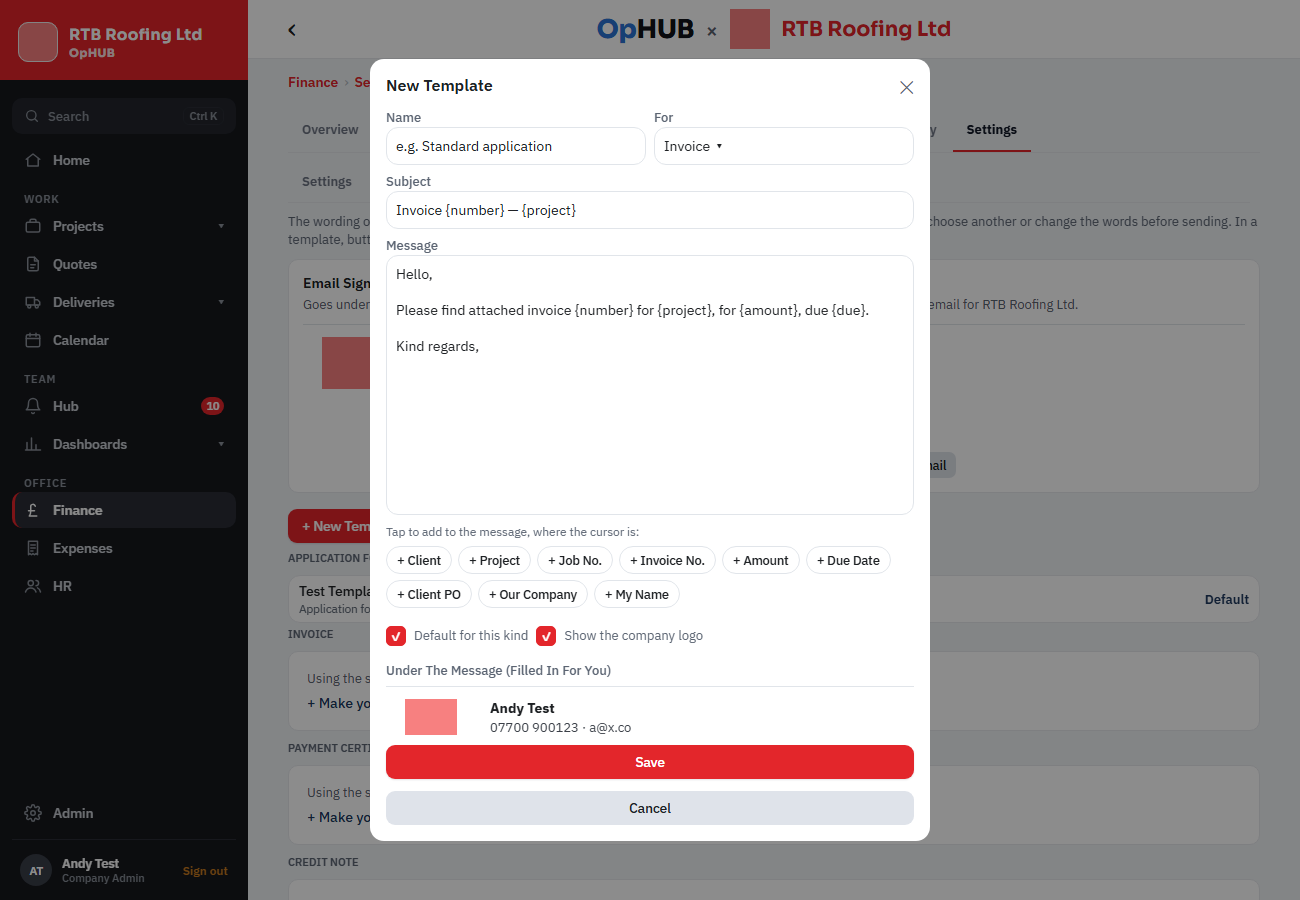 RTB Roofing Ltd
OpHUB
Search Ctrl K
Home
WORK
Projects
Quotes
Deliveries
Calendar
TEAM
Hub 10
Dashboards
OFFICE
Finance
Expenses
HR
Admin
AT Andy Test
Company Admin
Sign out
OpHUB × RTB Roofing Ltd
Finance › Se
Overview Settings
Settings
The wording o choose another or change the words before sending. In a
template, butt
Email Sign
Goes under email for RTB Roofing Ltd.
+ New Tem
APPLICATION F
Test Templa
Application fo
Default
INVOICE
Using the s
+ Make yo
PAYMENT CERTI
Using the s
+ Make yo
CREDIT NOTE
New Template
Name For
e.g. Standard application Invoice
Subject
Invoice {number} — {project}
Message
Hello,
Please find attached invoice {number} for {project}, for {amount}, due {due}.
Kind regards,
Tap to add to the message, where the cursor is:
+ Client + Project + Job No. + Invoice No. + Amount + Due Date
+ Client PO + Our Company + My Name
Default for this kind Show the company logo
Under The Message (Filled In For You)
Andy Test
07700 900123 · a@x.co
Save
Cancel